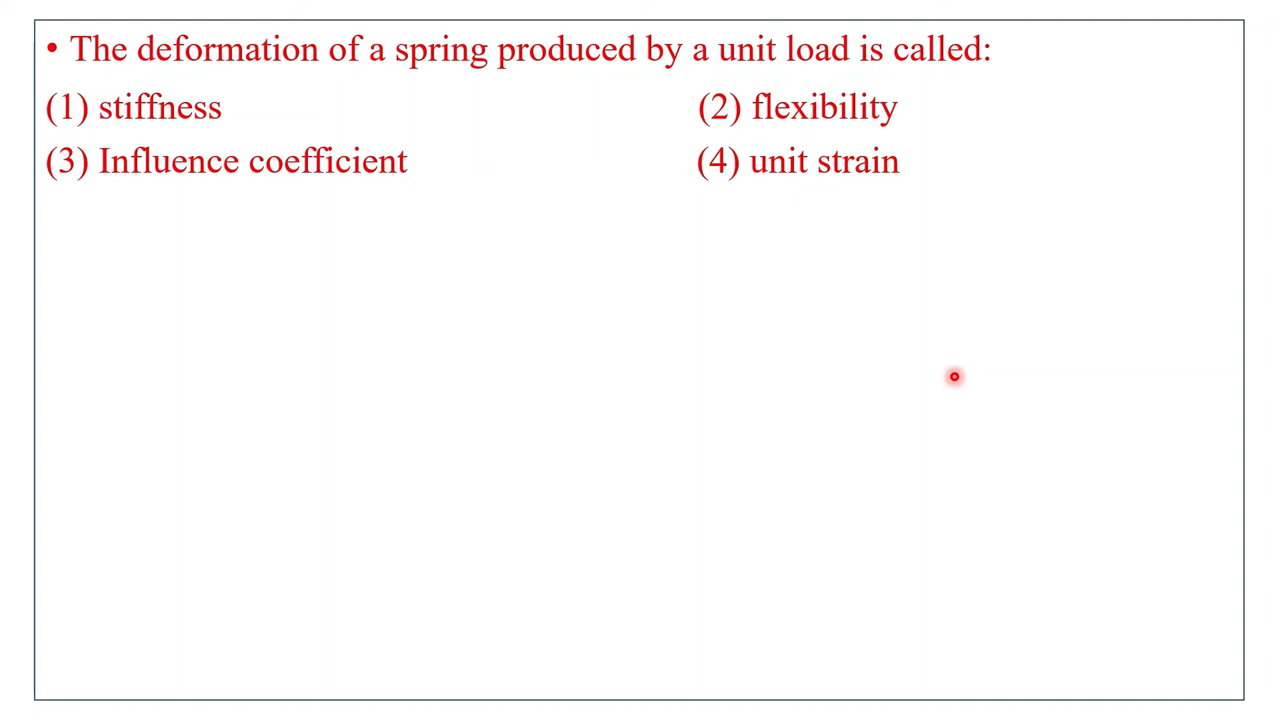 • The deformation of a spring produced by a unit load is called:
(1) stiffness (2) flexibility
(3) Influence coefficient (4) unit strain